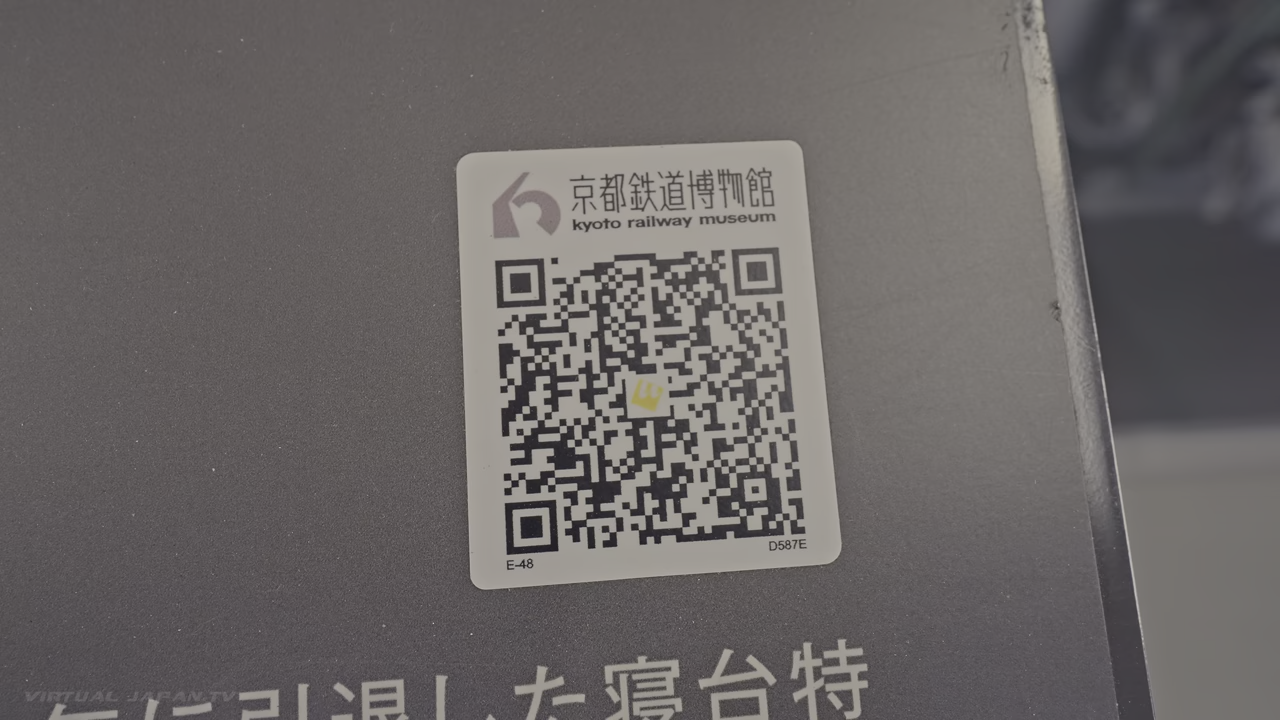 京都鉄道博物館
kyoto railway museum
E-48
D587E
年に引退した寝台特
VIRTUAL JAPAN.TV